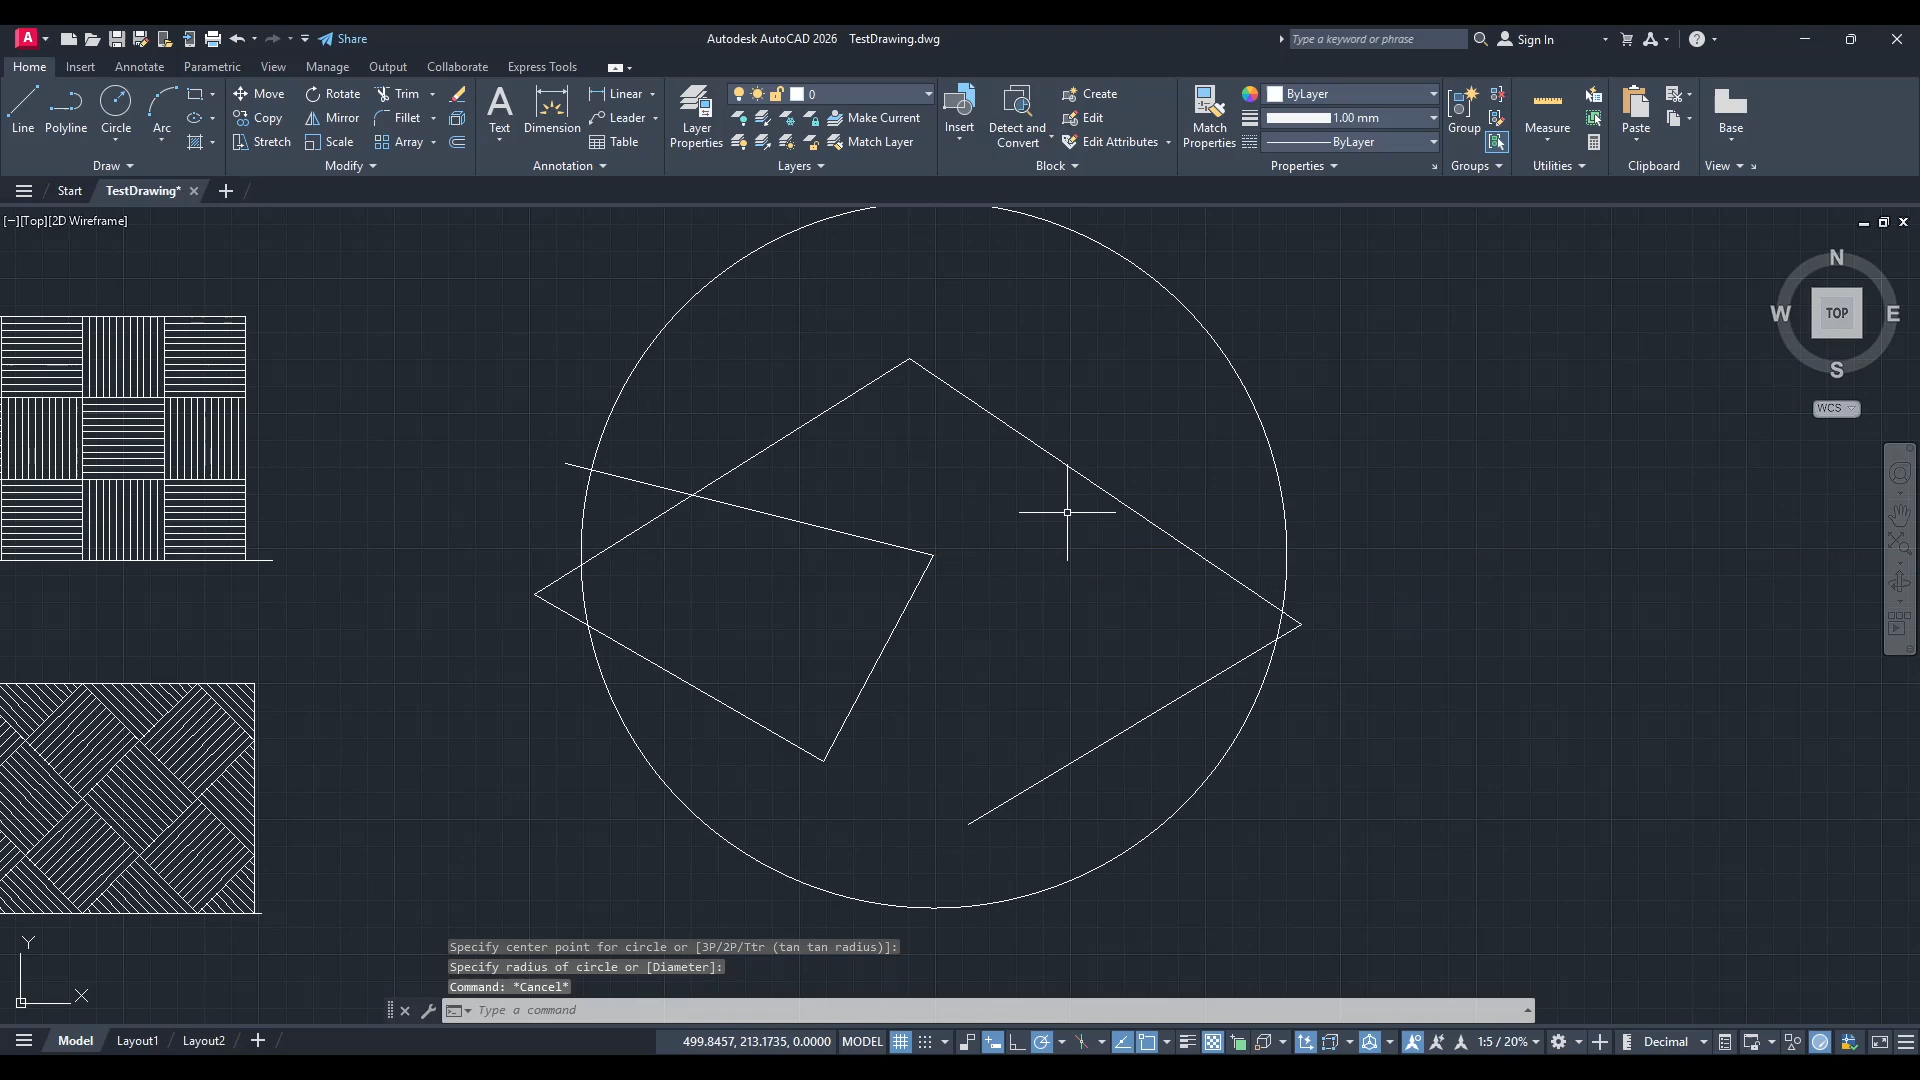 A
Share
Autodesk AutoCAD 2026 TestDrawing.dwg
Type a keyword or phrase
Sign In
Home Insert Annotate Parametric View Manage Output Collaborate Express Tools
Line
Polyline
Circle
Arc
Move
Rotate
Trim
Copy
Mirror
Fillet
Stretch
Scale
Array
A
Text
Dimension
Linear
Leader
Table
Layer
Properties
0
Make Current
Match Layer
Insert
Detect and
Convert
Create
Edit
Edit Attributes
Match
Properties
ByLayer
1.00 mm
ByLayer
Group
Measure
Paste
Base
Draw
Modify
Annotation
Layers
Block
Properties
Groups
Utilities
Clipboard
View
Start TestDrawing*
[−][Top][2D Wireframe]
N
W
TOP
E
S
WCS
Specify center point for circle or [3P/2P/Ttr (tan tan radius)]:
Specify radius of circle or [Diameter]:
Command: *Cancel*
Type a command
Y
X
Model Layout1 Layout2
499.8457, 213.1735, 0.0000 MODEL
1:5 / 20%
Decimal